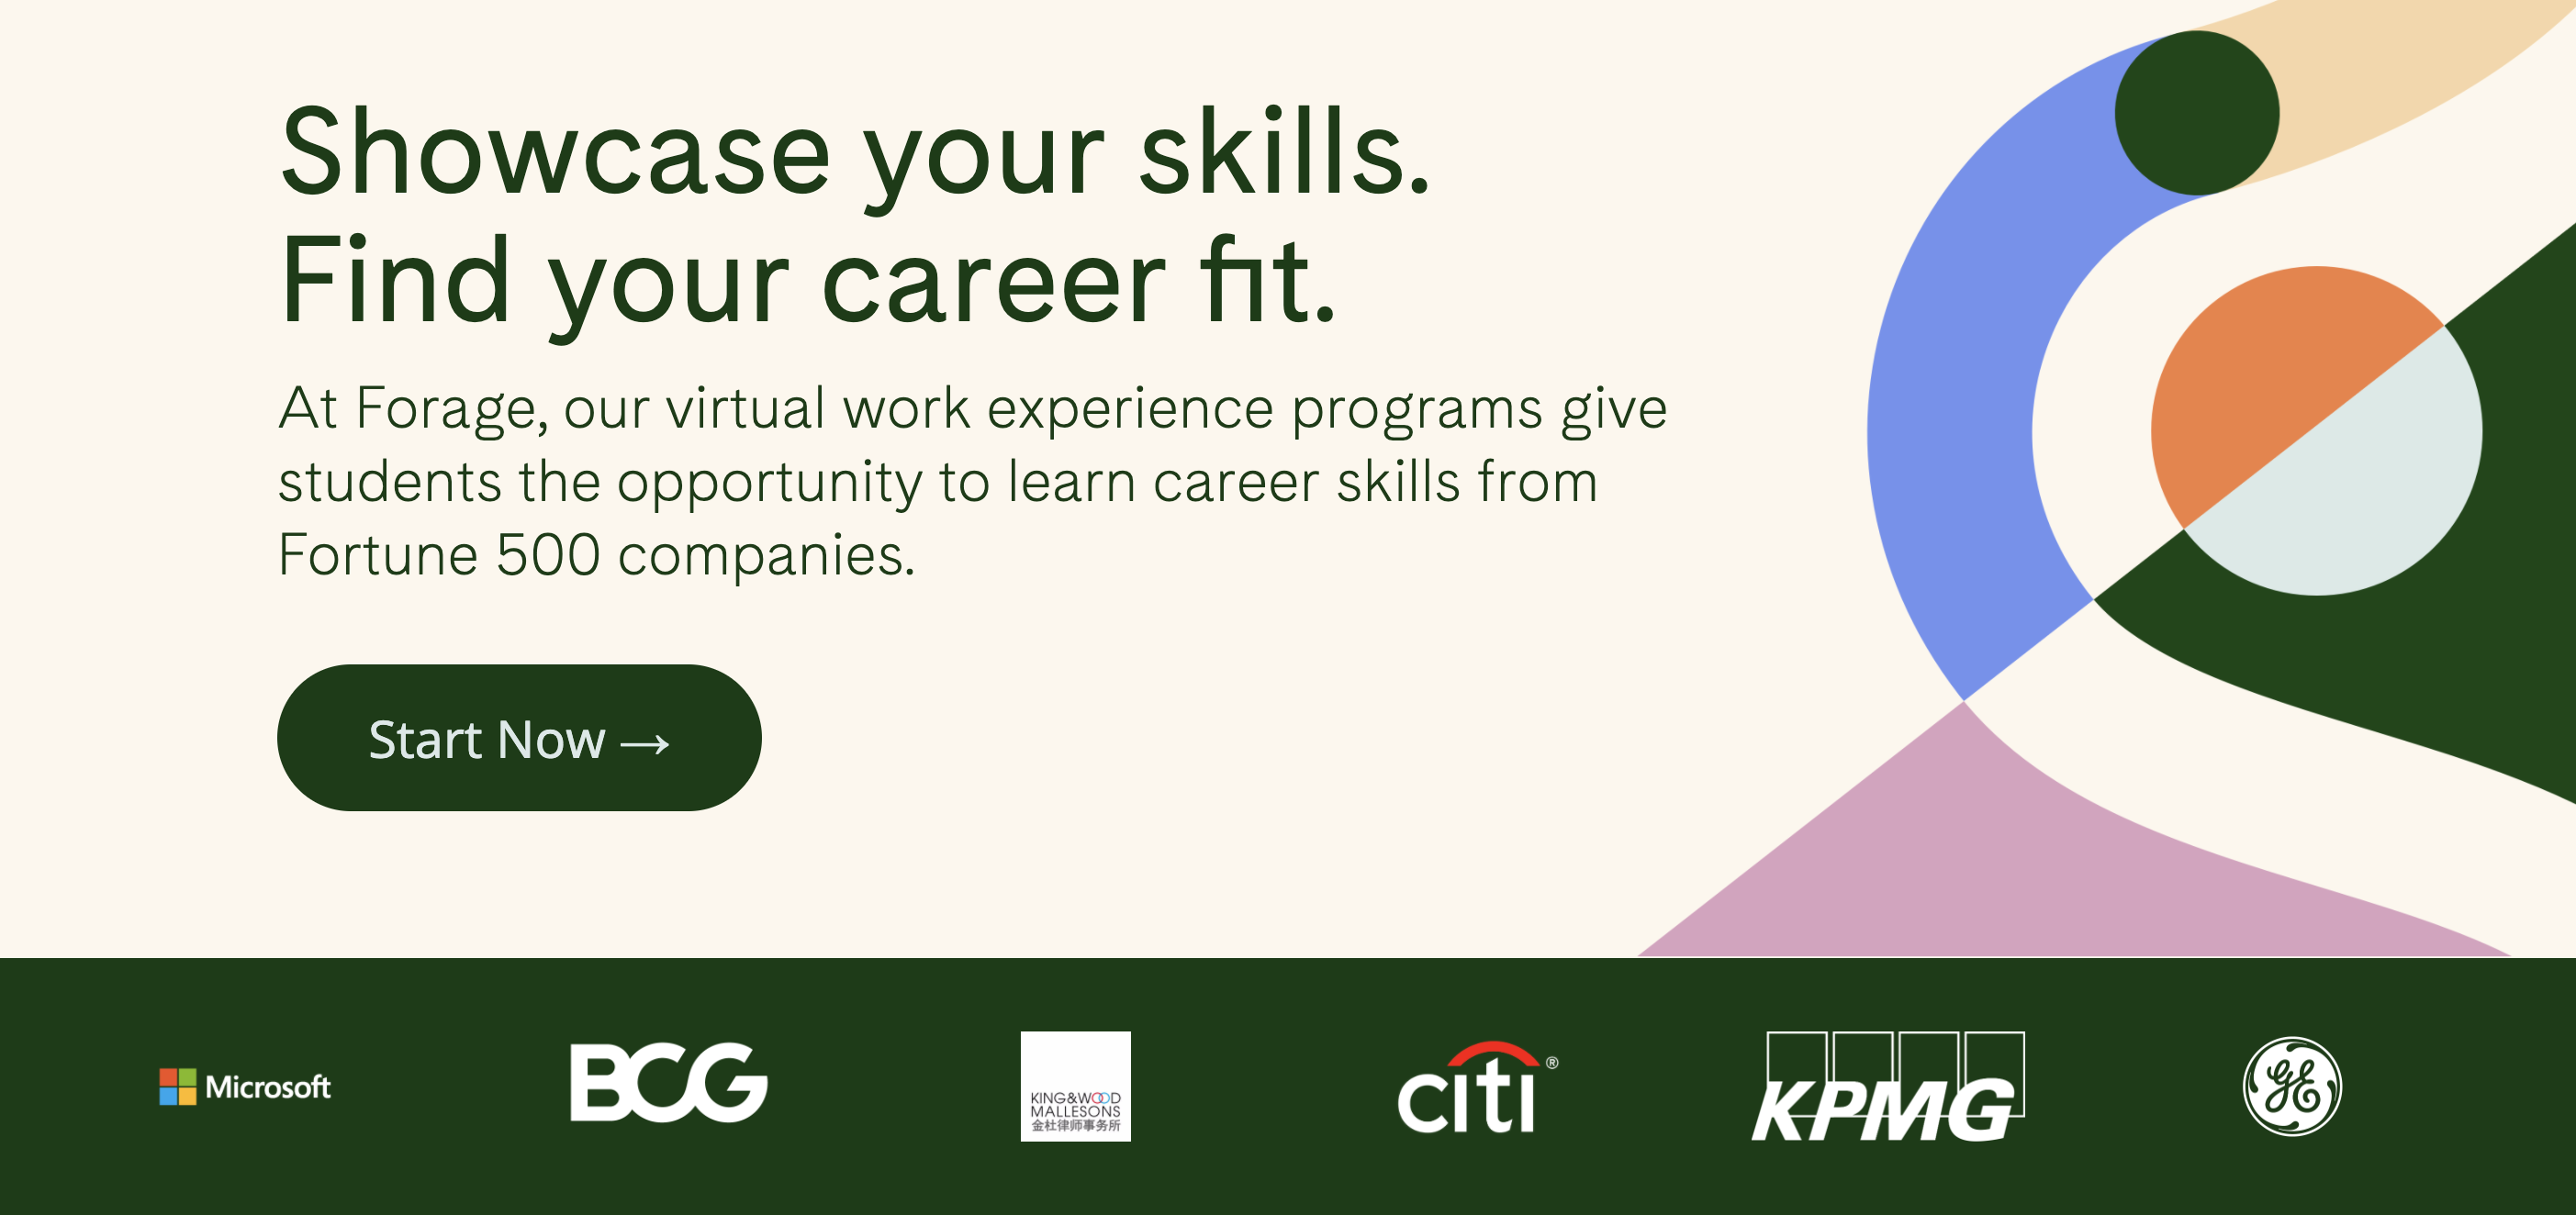 Showcase your skills.
Find your career fit.
At Forage, our virtual work experience programs give
students the opportunity to learn career skills from
Fortune 500 companies.
Start Now →
Microsoft
BCG
KING&WOOD
MALLESONS
金杜律师事务所
citi®
KPMG
GE